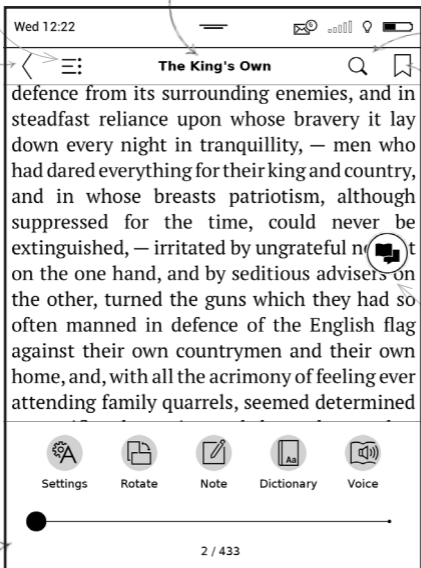 Wed 12:22
6
The King's Own
defence from its surrounding enemies, and in
steadfast reliance upon whose bravery it lay
down every night in tranquillity, — men who
had dared everything for their king and country,
and in whose breasts patriotism, although
suppressed for the time, could never be
extinguished, — irritated by ungrateful
on the one hand, and by seditious advisers on
the other, turned the guns which they had so
often manned in defence of the English flag
against their own countrymen and their own
home, and, with all the acrimony of feeling ever
attending family quarrels, seemed determined
A
Aa
Settings Rotate Note Dictionary Voice
2 / 433